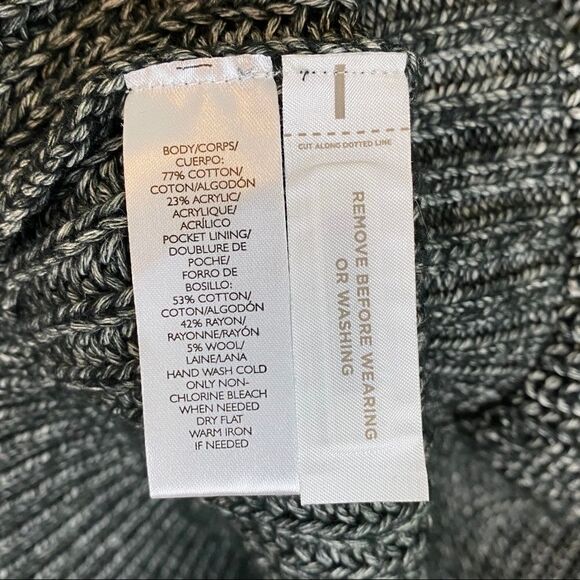 BODY/CORPS/
CUERPO:
77% COTTON/
COTON/ALGODÓN
23% ACRYLIC/
ACRYLIQUE/
ACRÍLICO
POCKET LINING/
DOUBLURE DE
POCHE/
FORRO DE
BOSILLO:
53% COTTON/
COTON/ALGODÓN
42% RAYON/
RAYONNE/RAYÓN
5% WOOL/
LAINE/LANA
HAND WASH COLD
ONLY NON-
CHLORINE BLEACH
WHEN NEEDED
DRY FLAT
WARM IRON
IF NEEDED
CUT ALONG DOTTED LINE
REMOVE BEFORE WEARING
OR WASHING